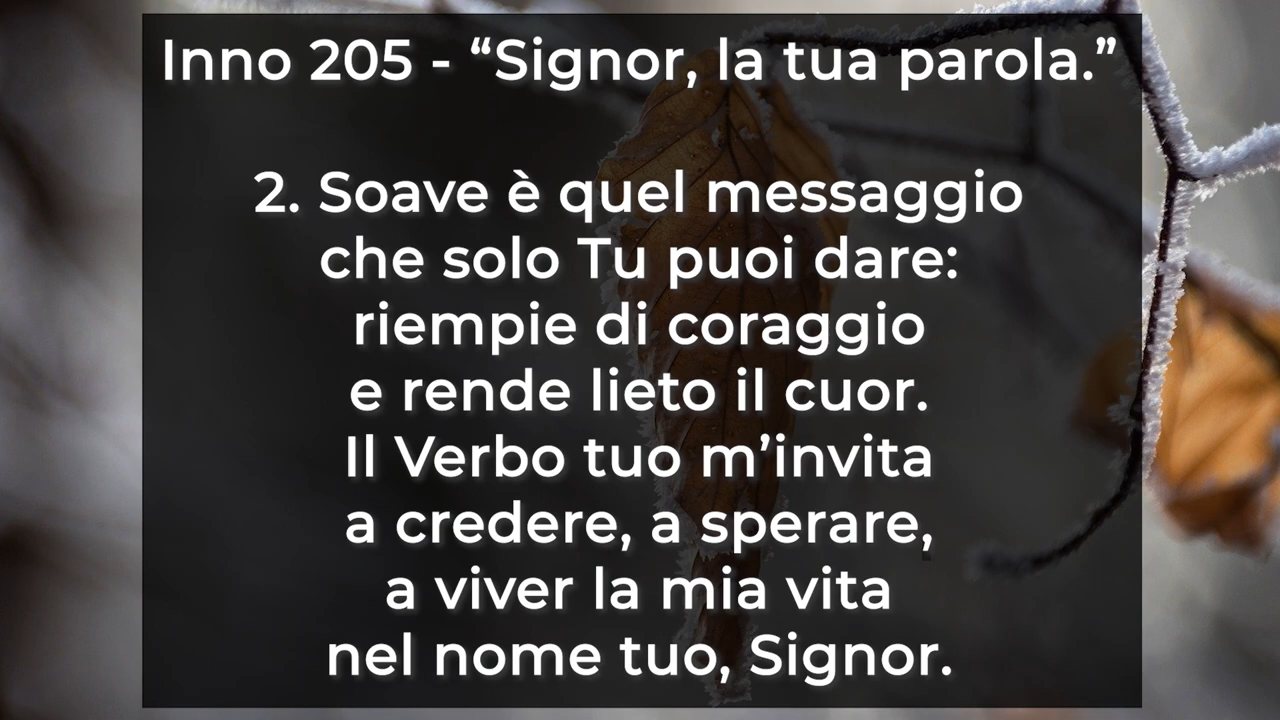 Inno 205 - “Signor, la tua parola.”
2. Soave è quel messaggio
che solo Tu puoi dare:
riempie di coraggio
e rende lieto il cuor.
Il Verbo tuo m’invita
a credere, a sperare,
a viver la mia vita
nel nome tuo, Signor.